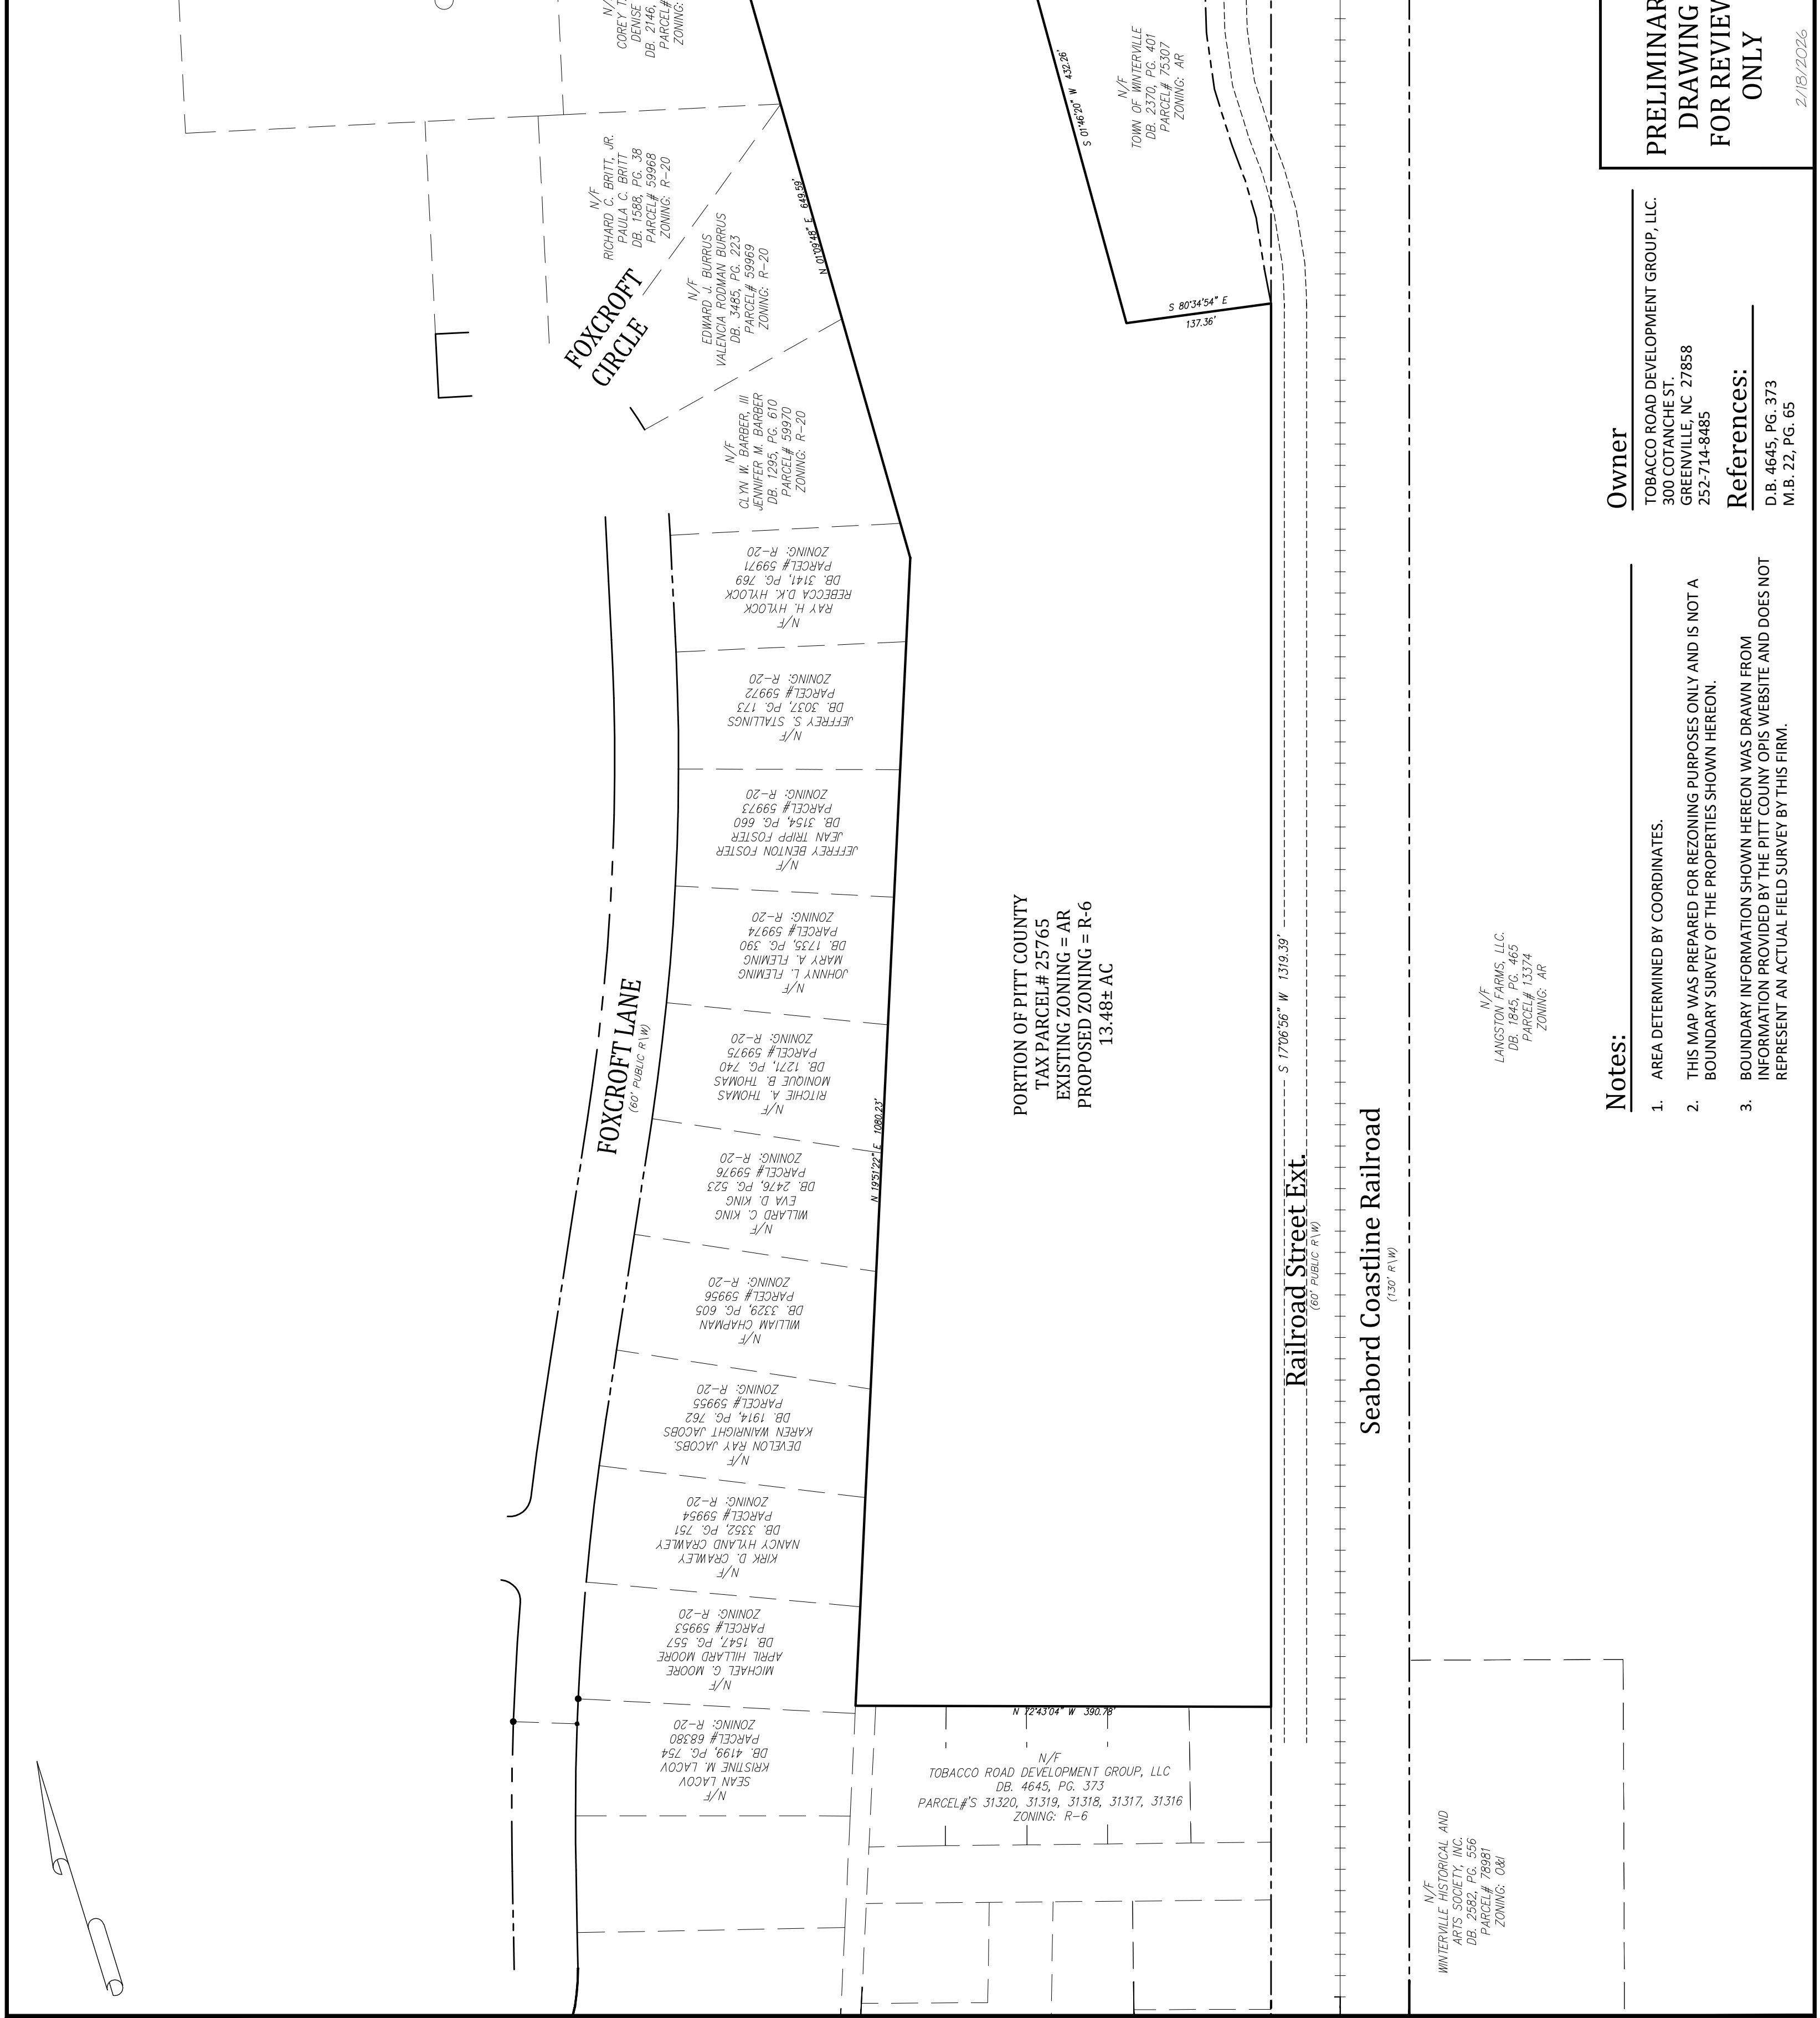 N/
COREY T.
DENISE
DB. 2146,
PARCEL#
ZONING:
N/F
RICHARD C. BRITT, JR.
PAULA C. BRITT
DB. 1588, PG. 38
PARCEL# 59968
ZONING: R-20
FOXCROFT
CIRCLE
N/F
EDWARD J. BURRUS
VALENCIA RODMAN BURRUS
DB. 3485, PG. 223
PARCEL# 59969
ZONING: R-20
N 01°09'48" E 649.59'
N/F
CLYN W. BARBER, III
JENNIFER M. BARBER
DB. 1295, PG. 610
PARCEL# 59970
ZONING: R-20
N/F
RAY H. HYLOCK
REBECCA D.K. HYLOCK
DB. 3141, PG. 769
PARCEL# 59971
ZONING: R-20
N/F
JEFFREY S. STALLINGS
DB. 3037, PG. 173
PARCEL# 59972
ZONING: R-20
N/F
JEFFREY BENTON FOSTER
JEAN TRIPP FOSTER
DB. 3154, PG. 660
PARCEL# 59973
ZONING: R-20
N/F
JOHNNY L. FLEMING
MARY A. FLEMING
DB. 1735, PG. 390
PARCEL# 59974
ZONING: R-20
N/F
RITCHIE A. THOMAS
MONIQUE B. THOMAS
DB. 1271, PG. 740
PARCEL# 59975
ZONING: R-20
N/F
WILLARD C. KING
EVA D. KING
DB. 2476, PG. 523
PARCEL# 59976
ZONING: R-20
N/F
WILLIAM CHAPMAN
DB. 3329, PG. 605
PARCEL# 59956
ZONING: R-20
N/F
DEVELON RAY JACOBS.
KAREN WAINRIGHT JACOBS
DB. 1914, PG. 762
PARCEL# 59955
ZONING: R-20
N/F
KIRK D. CRAWLEY
NANCY HYLAND CRAWLEY
DB. 3352, PG. 751
PARCEL# 59954
ZONING: R-20
N/F
MICHAEL G. MOORE
APRIL HILLARD MOORE
DB. 1547, PG. 557
PARCEL# 59953
ZONING: R-20
N/F
SEAN LACOV
KRISTINE M. LACOV
DB. 4199, PG. 754
PARCEL# 68380
ZONING: R-20
FOXCROFT LANE
(60' PUBLIC R\W)
N 19°51'22" E 1080.23'
PORTION OF PITT COUNTY
TAX PARCEL# 25765
EXISTING ZONING = AR
PROPOSED ZONING = R-6
13.48± AC
N/F
TOWN OF WINTERVILLE
DB. 2370, PG. 401
PARCEL# 75307
ZONING: AR
S 01°46'20" W 432.26'
S 80°34'54" E
137.36'
S 17°06'56" W 1319.39'
N 72°43'04" W 390.78'
N/F
TOBACCO ROAD DEVELOPMENT GROUP, LLC
DB. 4645, PG. 373
PARCEL#'S 31320, 31319, 31318, 31317, 31316
ZONING: R-6
Railroad Street Ext.
(60' PUBLIC R\W)
Seabord Coastline Railroad
(130' R\W)
N/F
LANGSTON FARMS, LLC.
DB. 1845, PG. 465
PARCEL# 13374
ZONING: AR
N/F
WINTERVILLE HISTORICAL AND
ARTS SOCIETY, INC.
DB. 2582, PG. 556
PARCEL# 78981
ZONING: O&I
Notes:
1. AREA DETERMINED BY COORDINATES.
2. THIS MAP WAS PREPARED FOR REZONING PURPOSES ONLY AND IS NOT A
BOUNDARY SURVEY OF THE PROPERTIES SHOWN HEREON.
3. BOUNDARY INFORMATION SHOWN HEREON WAS DRAWN FROM
INFORMATION PROVIDED BY THE PITT COUNY OPIS WEBSITE AND DOES NOT
REPRESENT AN ACTUAL FIELD SURVEY BY THIS FIRM.
Owner
TOBACCO ROAD DEVELOPMENT GROUP, LLC.
300 COTANCHE ST.
GREENVILLE, NC 27858
252-714-8485
References:
D.B. 4645, PG. 373
M.B. 22, PG. 65
PRELIMINAR
DRAWING
FOR REVIEW
ONLY
2/18/2026